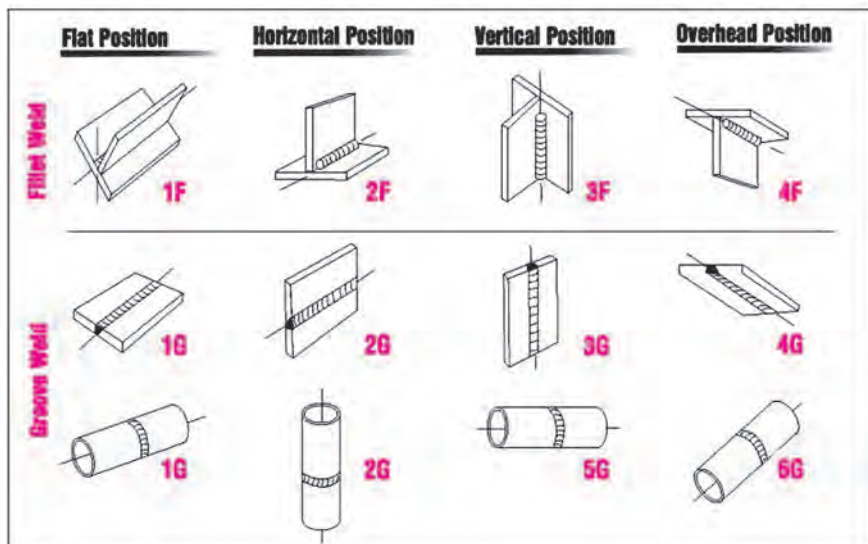 Flat Position Horizontal Position Vertical Position Overhead Position
Fillet Weld
1F 2F 3F 4F
Groove Weld
1G 2G 3G 4G
1G 2G 5G 6G